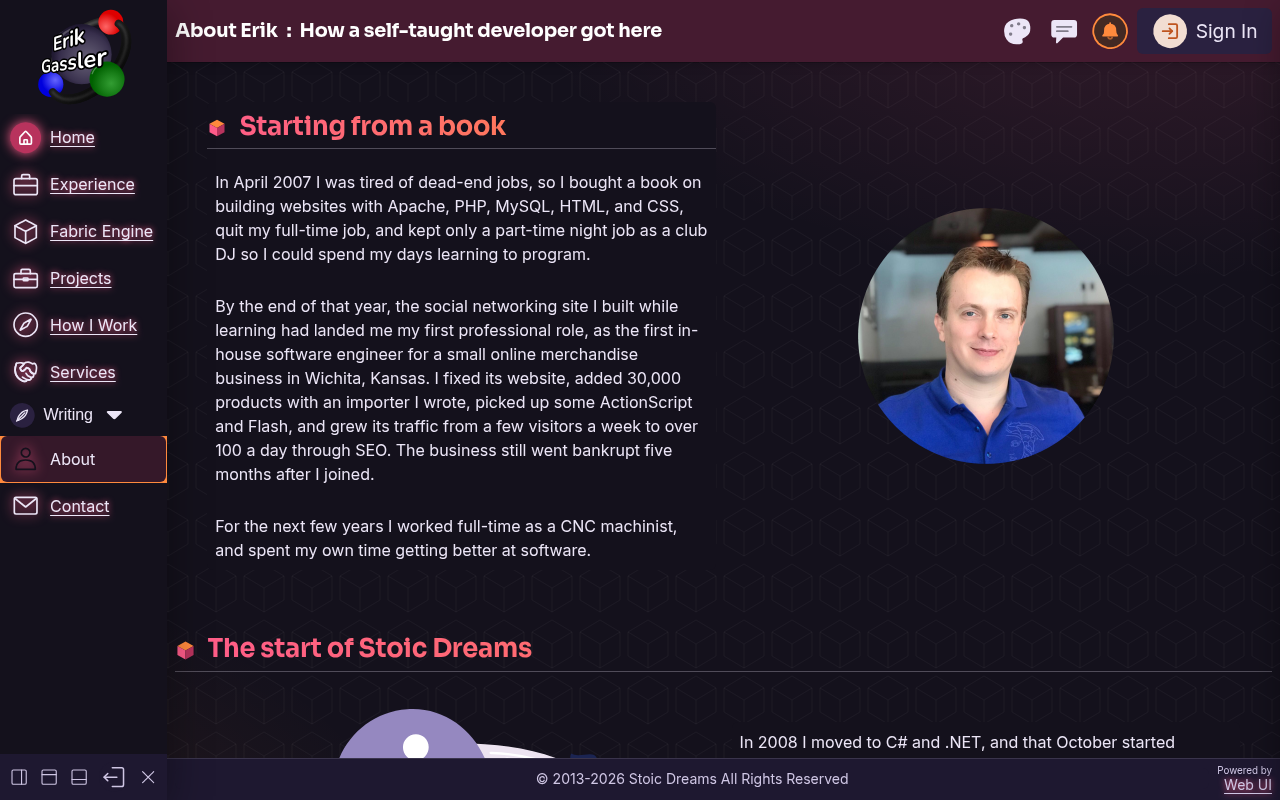 Erik
Gassler
Home
Experience
Fabric Engine
Projects
How I Work
Services
Writing
About
Contact
About Erik : How a self-taught developer got here
Sign In
Starting from a book
In April 2007 I was tired of dead-end jobs, so I bought a book on
building websites with Apache, PHP, MySQL, HTML, and CSS,
quit my full-time job, and kept only a part-time night job as a club
DJ so I could spend my days learning to program.
By the end of that year, the social networking site I built while
learning had landed me my first professional role, as the first in-
house software engineer for a small online merchandise
business in Wichita, Kansas. I fixed its website, added 30,000
products with an importer I wrote, picked up some ActionScript
and Flash, and grew its traffic from a few visitors a week to over
100 a day through SEO. The business still went bankrupt five
months after I joined.
For the next few years I worked full-time as a CNC machinist,
and spent my own time getting better at software.
The start of Stoic Dreams
In 2008 I moved to C# and .NET, and that October started
© 2013-2026 Stoic Dreams All Rights Reserved
Powered by
Web UI